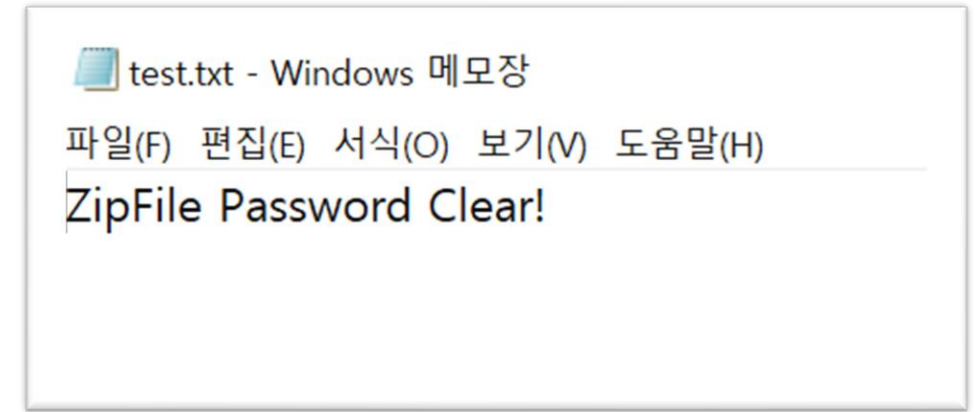 test.txt - Windows 메모장
파일(F) 편집(E) 서식(O) 보기(V) 도움말(H)
ZipFile Password Clear!